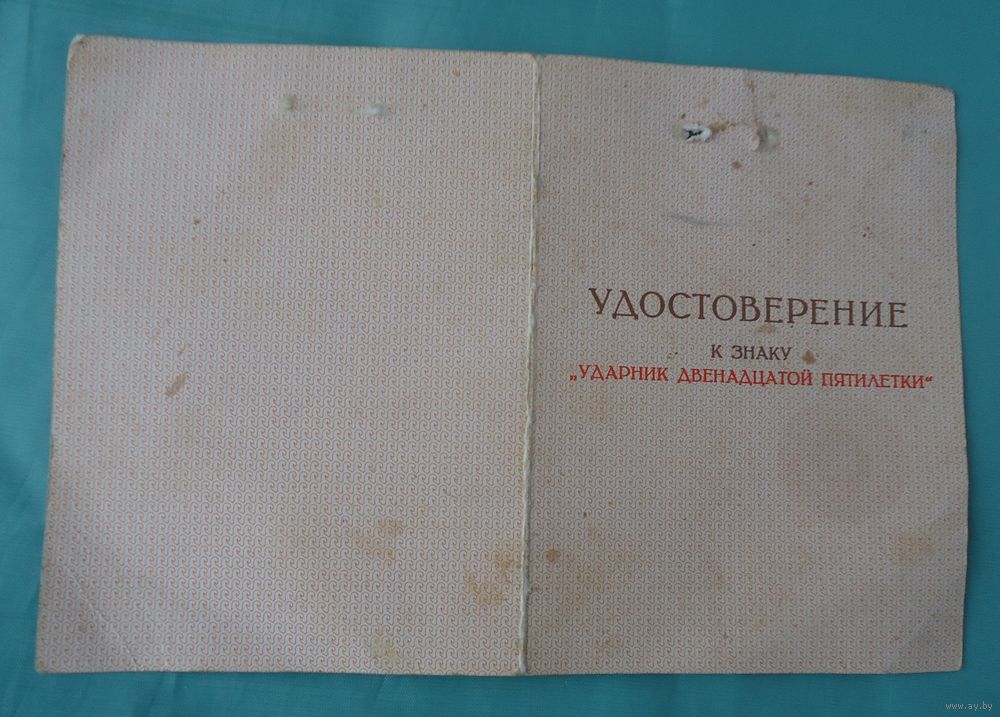 УДОСТОВЕРЕНИЕ
К ЗНАКУ
„УДАРНИК ДВЕНАДЦАТОЙ ПЯТИЛЕТКИ“
www.ay.by